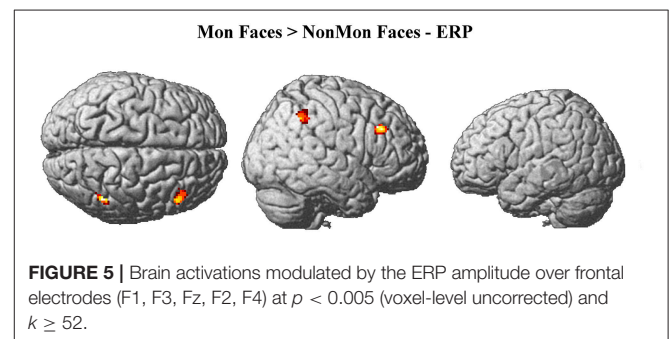 Mon Faces > NonMon Faces - ERP
FIGURE 5 | Brain activations modulated by the ERP amplitude over frontal
electrodes (F1, F3, Fz, F2, F4) at p < 0.005 (voxel-level uncorrected) and
k ≥ 52.